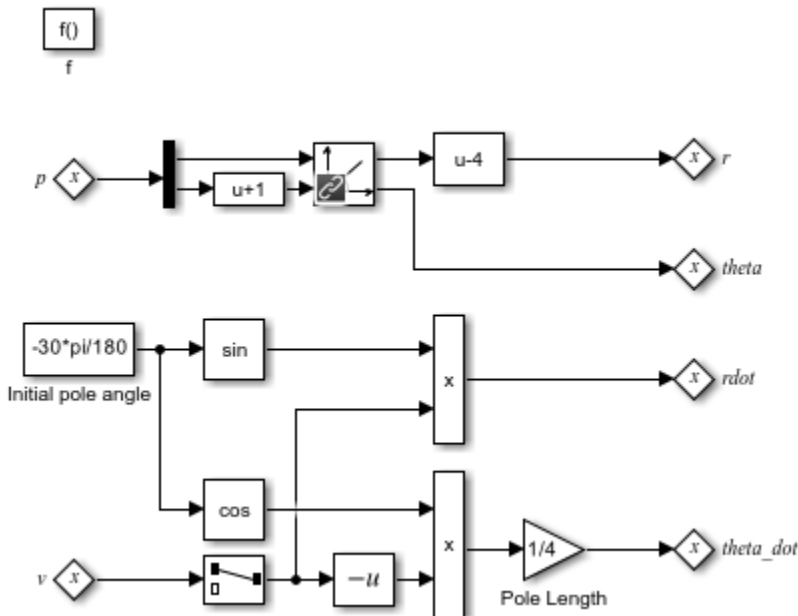 f()
f
p
x
u+1
u-4
x
r
x
theta
-30*pi/180
Initial pole angle
sin
x
x
rdot
cos
v
x
-u
x
1/4
Pole Length
x
theta_dot